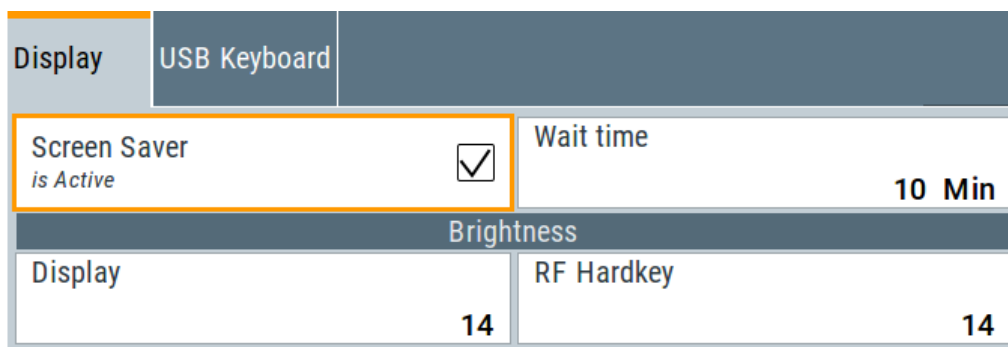 Display USB Keyboard
Screen Saver
is Active
Wait time
10 Min
Brightness
Display
14
RF Hardkey
14